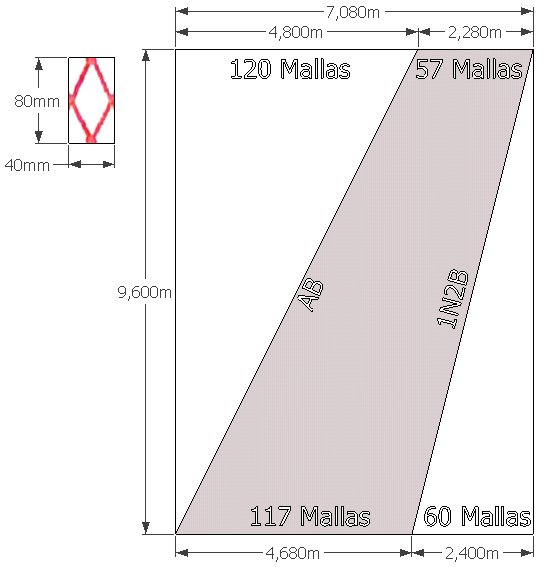 7,080m
4,800m
2,280m
120 Mallas
57 Mallas
80mm
40mm
9,600m
AB
1N2B
117 Mallas
60 Mallas
4,680m
2,400m